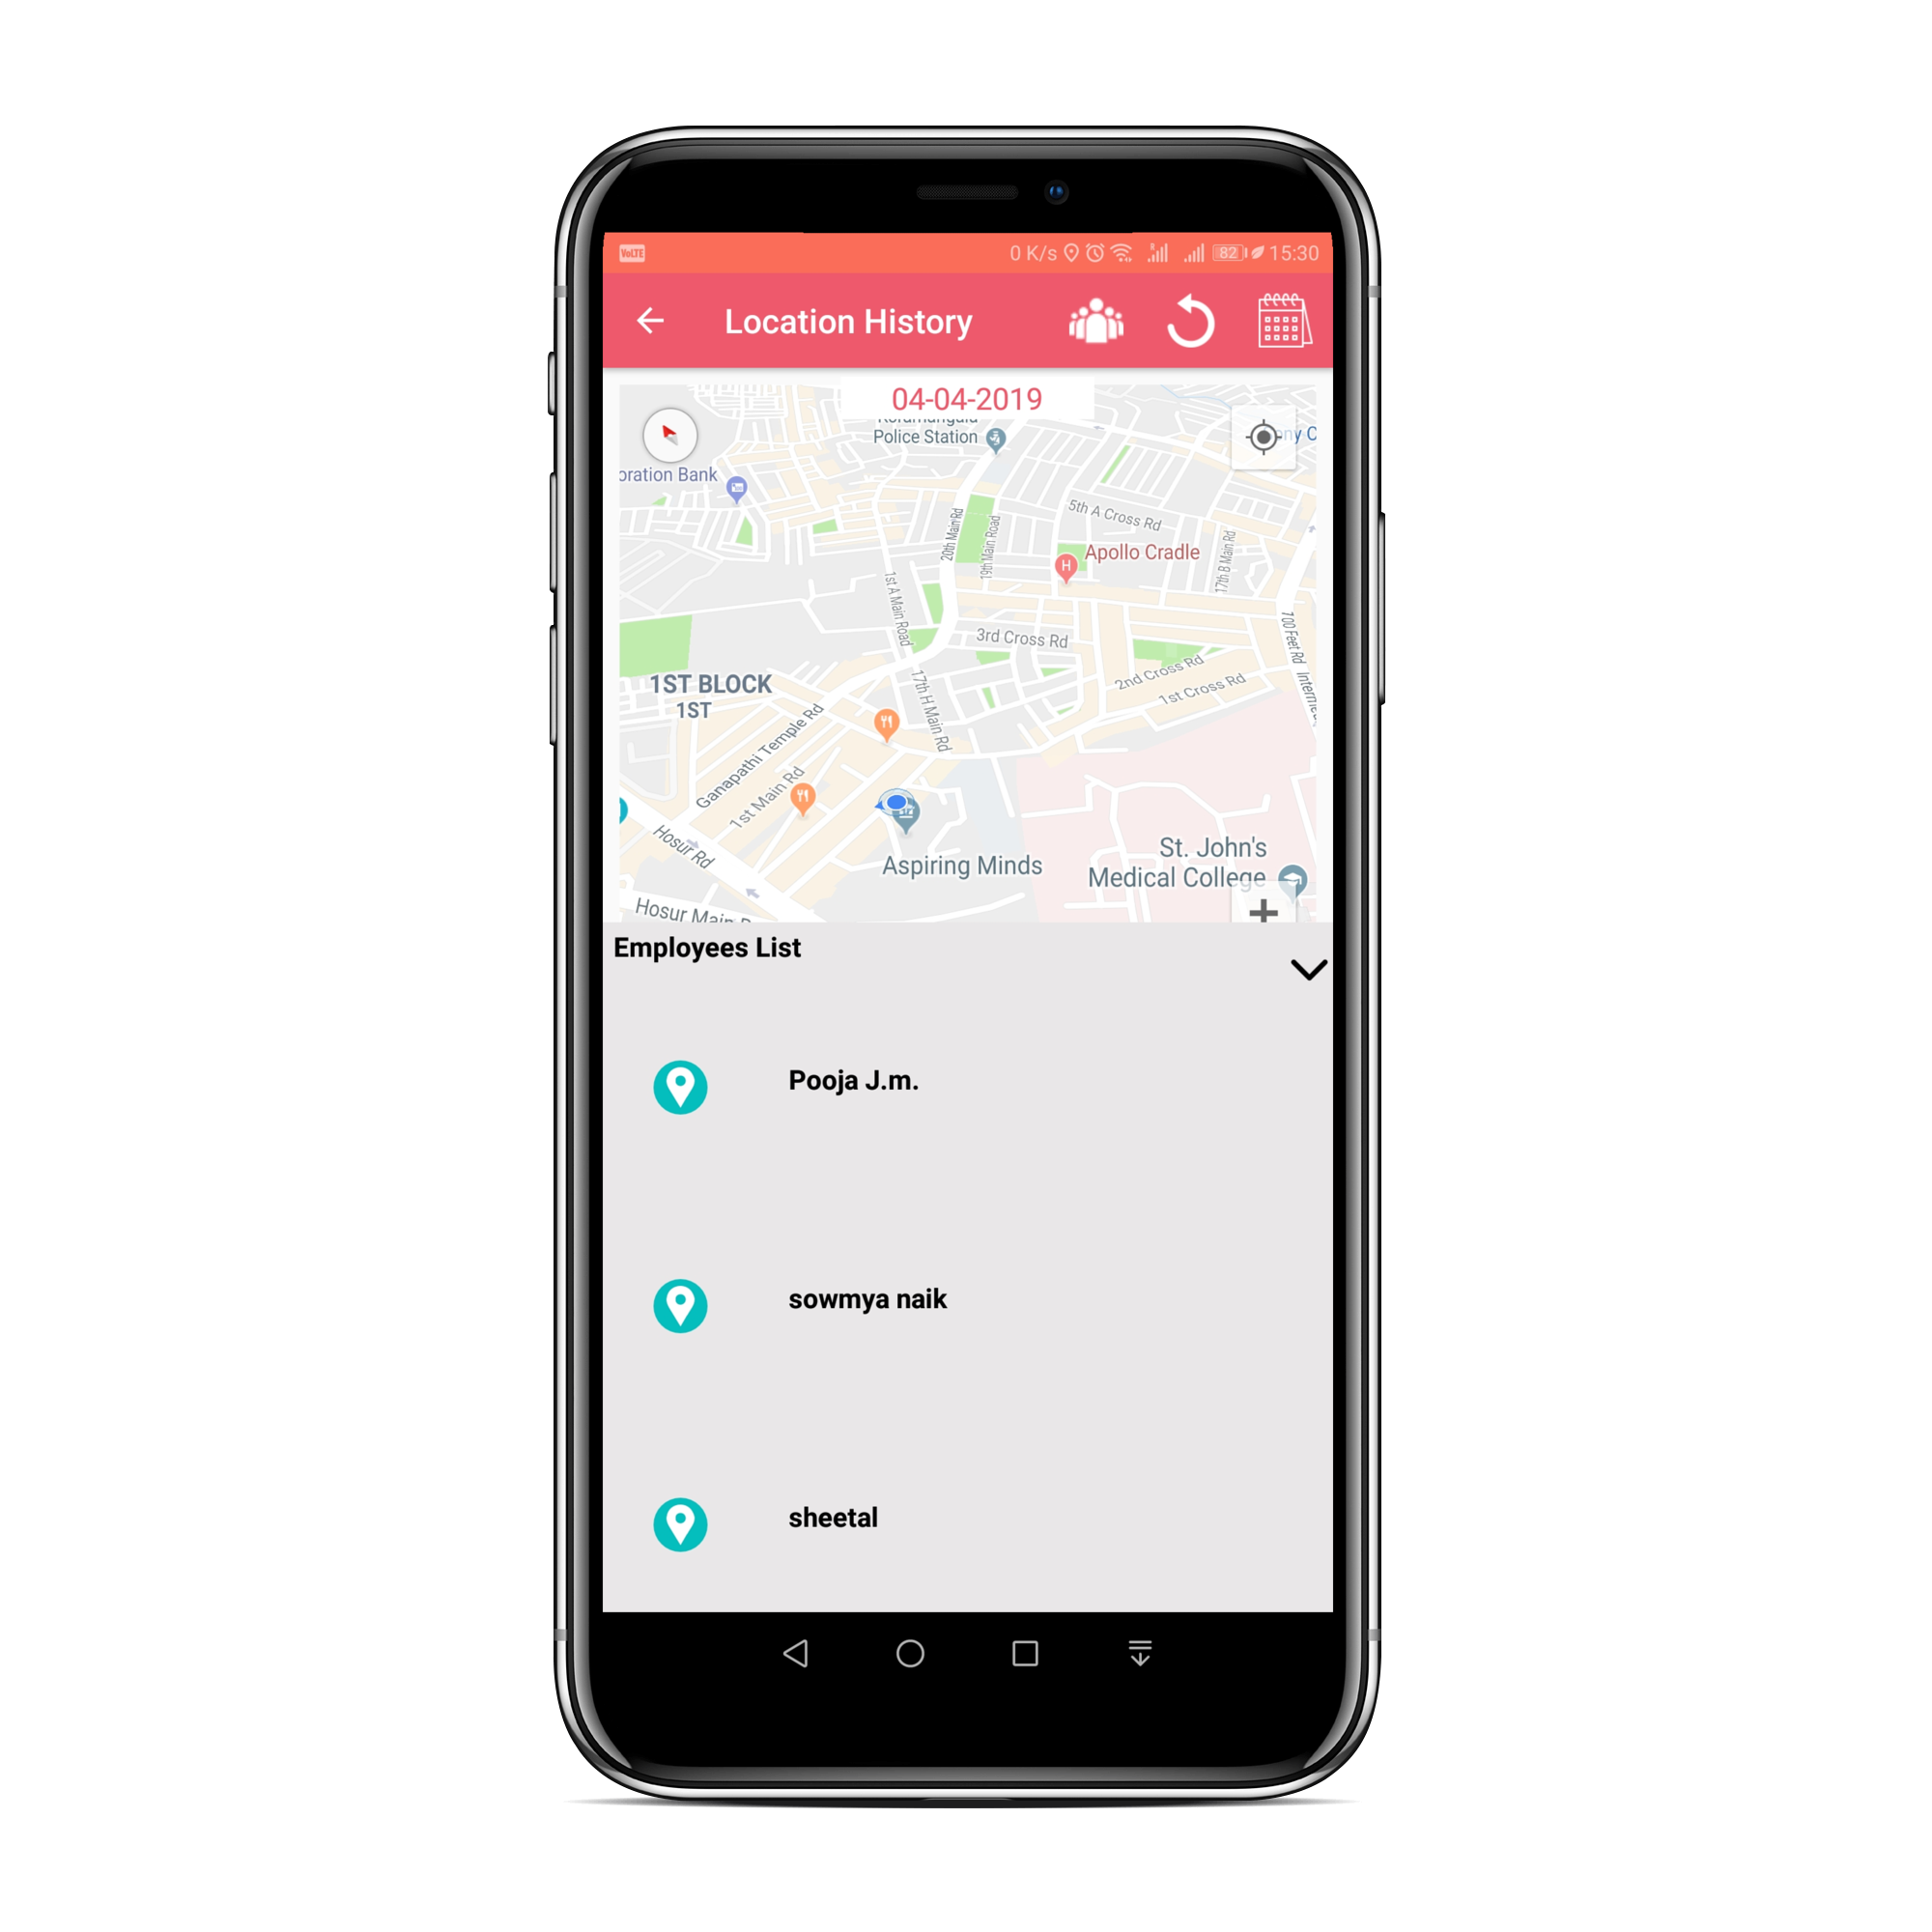 VoLTE 0 K/s 82 15:30
Location History
04-04-2019
Koramangala
Police Station
ny C
oration Bank
5th A Cross Rd
20th Main Rd
19th Main Road
Apollo Cradle
H
17th B Main Rd
1st A Main Road
3rd Cross Rd
100 Feet Rd
2nd Cross Rd
1st Cross Rd
1ST BLOCK
1ST
17th H Main Rd
Ganapathi Temple Rd
1st Main Rd
Hosur Rd
St. John's
Medical College
Aspiring Minds
Hosur Main
Employees List
Pooja J.m.
sowmya naik
sheetal